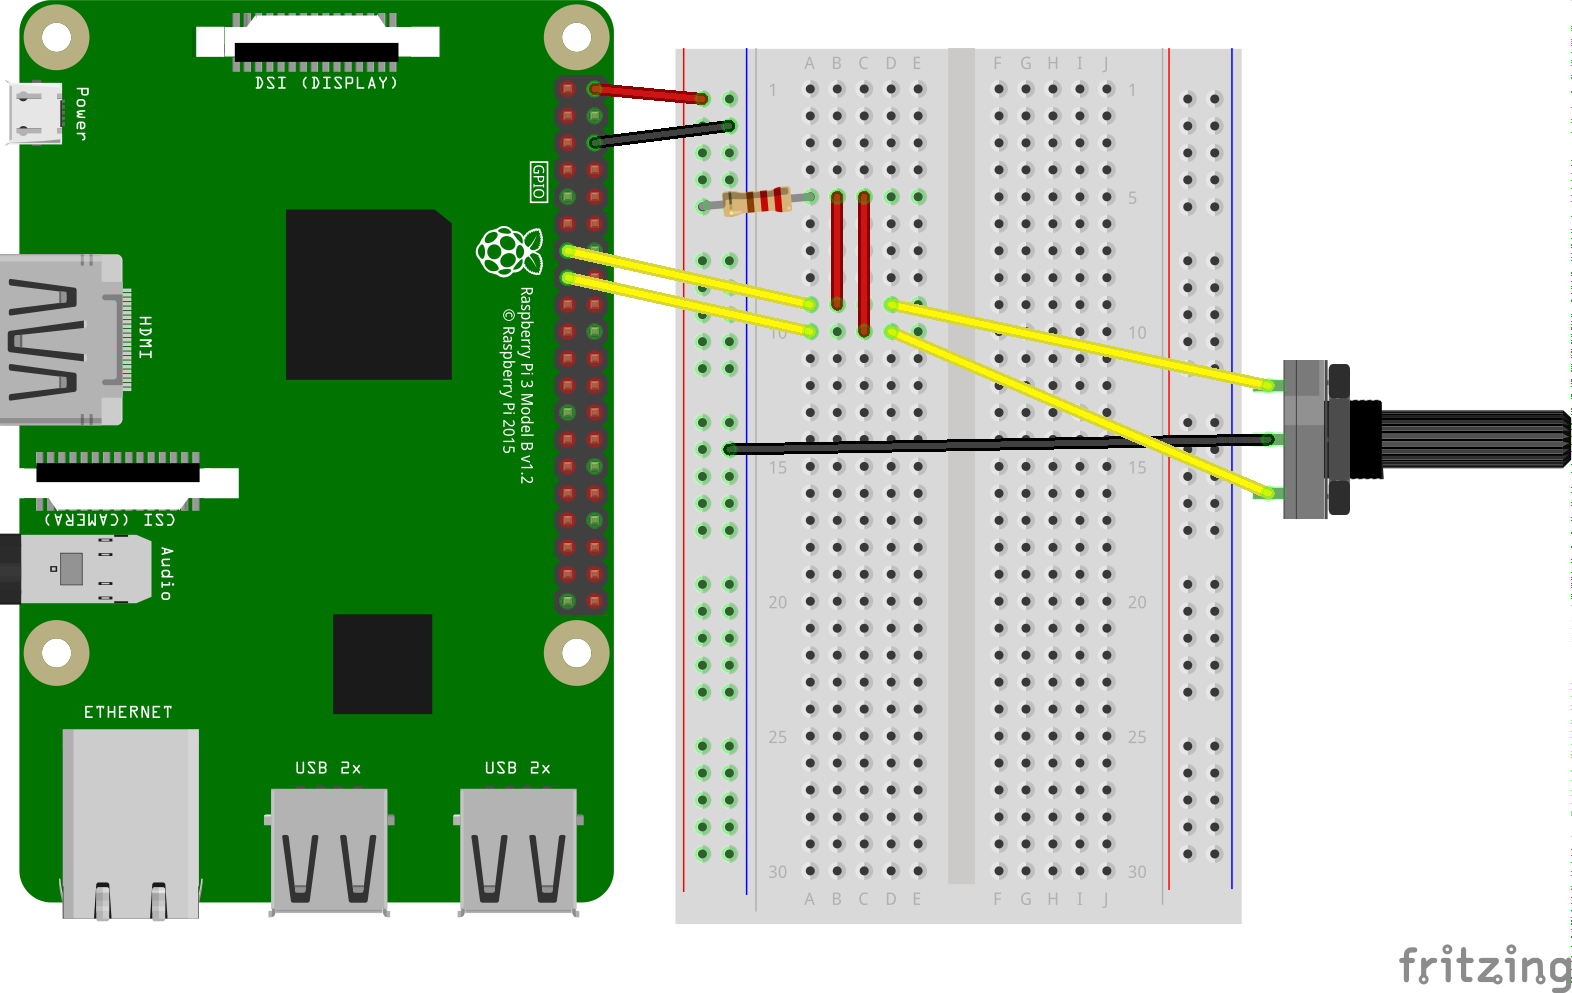 DSI (DISPLAY)
Power
GPIO
Raspberry Pi 3 Model B v1.2
© Raspberry Pi 2015
HDMI
CSI (CAMERA)
Audio
ETHERNET
USB 2x
USB 2x
A B C D E F G H I J
1 1
5 5
10 10
15 15
20 20
25 25
30 30
A B C D E F G H I J
fritzing